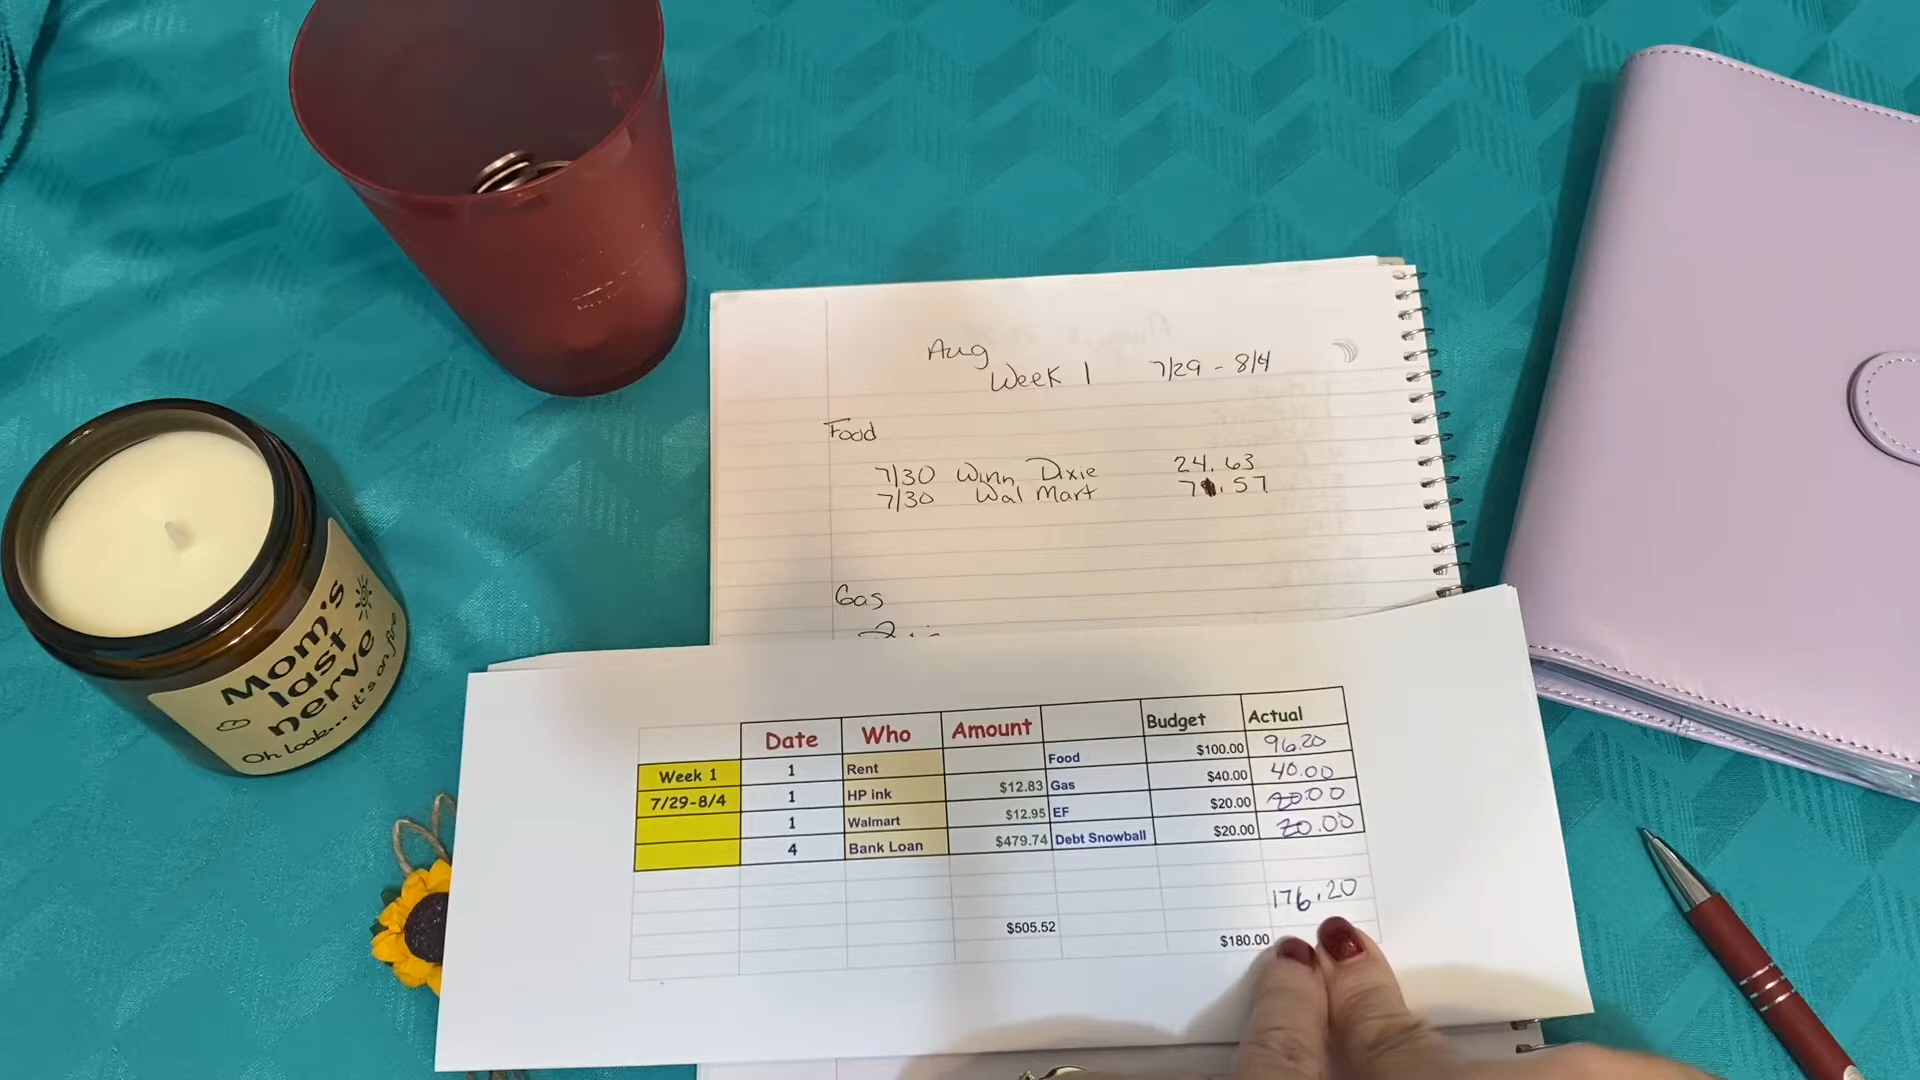 Aug
Week 1 7/29 - 8/4
Food
7/30 Winn Dixie 24.63
7/30 Wal Mart 71.57
Gas
Mom's
last
nerve
Oh look... it's on fire
Date Who Amount Budget Actual
Week 1 1 Rent Food $100.00 96.20
7/29-8/4 1 HP ink $12.83 Gas $40.00 40.00
1 Walmart $12.95 EF $20.00 20.00
4 Bank Loan $479.74 Debt Snowball $20.00 20.00
176.20
$505.52 $180.00